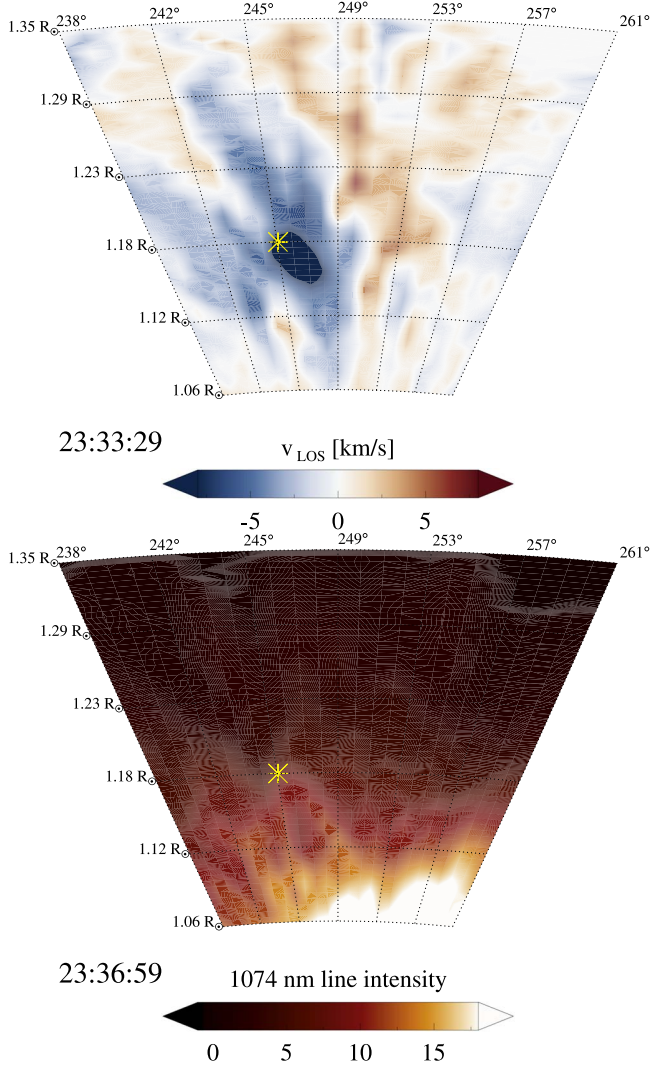 238° 242° 245° 249° 253° 257° 261°
1.35 R☉
1.29 R☉
1.23 R☉
1.18 R☉
1.12 R☉
1.06 R☉
23:33:29
v LOS [km/s]
-5 0 5
238° 242° 245° 249° 253° 257° 261°
1.35 R☉
1.29 R☉
1.23 R☉
1.18 R☉
1.12 R☉
1.06 R☉
23:36:59
1074 nm line intensity
0 5 10 15